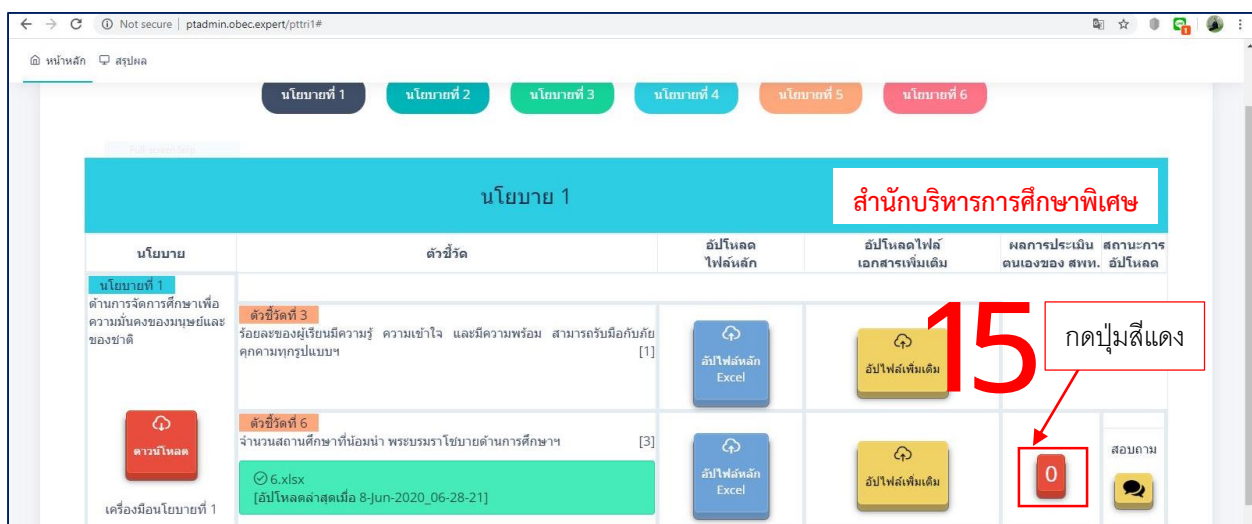 Not secure | ptadmin.obec.expert/pttri1#
หน้าหลัก สรุปผล
นโยบายที่ 1 นโยบายที่ 2 นโยบายที่ 3 นโยบายที่ 4 นโยบายที่ 5 นโยบายที่ 6
Full-screen Snip
นโยบาย 1
สำนักบริหารการศึกษาพิเศษ
นโยบาย
ตัวชี้วัด
อัปโหลด
ไฟล์หลัก
อัปโหลดไฟล์
เอกสารเพิ่มเติม
ผลการประเมิน
ตนเองของ สพท.
สถานะการ
อัปโหลด
นโยบายที่ 1
ด้านการจัดการศึกษาเพื่อ
ความมั่นคงของมนุษย์และ
ของชาติ
ดาวน์โหลด
เครื่องมือนโยบายที่ 1
ตัวชี้วัดที่ 3
ร้อยละของผู้เรียนมีความรู้ ความเข้าใจ และมีความพร้อม สามารถรับมือกับภัย
คุกคามทุกรูปแบบฯ [1]
อัปไฟล์หลัก
Excel
อัปไฟล์เพิ่มเติม
15
กดปุ่มสีแดง
ตัวชี้วัดที่ 6
จำนวนสถานศึกษาที่น้อมนำ พระบรมราโชบายด้านการศึกษาฯ [3]
6.xlsx
[อัปโหลดล่าสุดเมื่อ 8-Jun-2020_06-28-21]
อัปไฟล์หลัก
Excel
อัปไฟล์เพิ่มเติม
0
สอบถาม